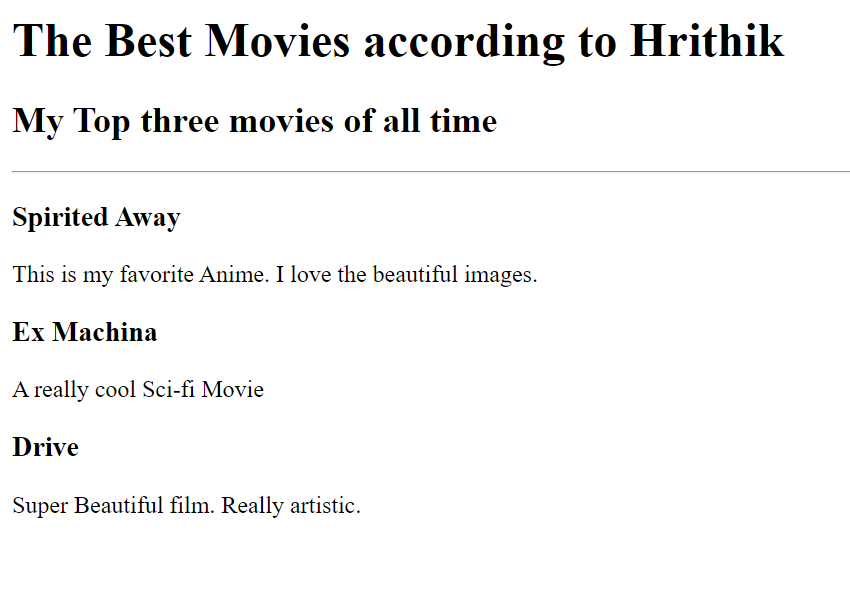 The Best Movies according to Hrithik
My Top three movies of all time
Spirited Away
This is my favorite Anime. I love the beautiful images.
Ex Machina
A really cool Sci-fi Movie
Drive
Super Beautiful film. Really artistic.